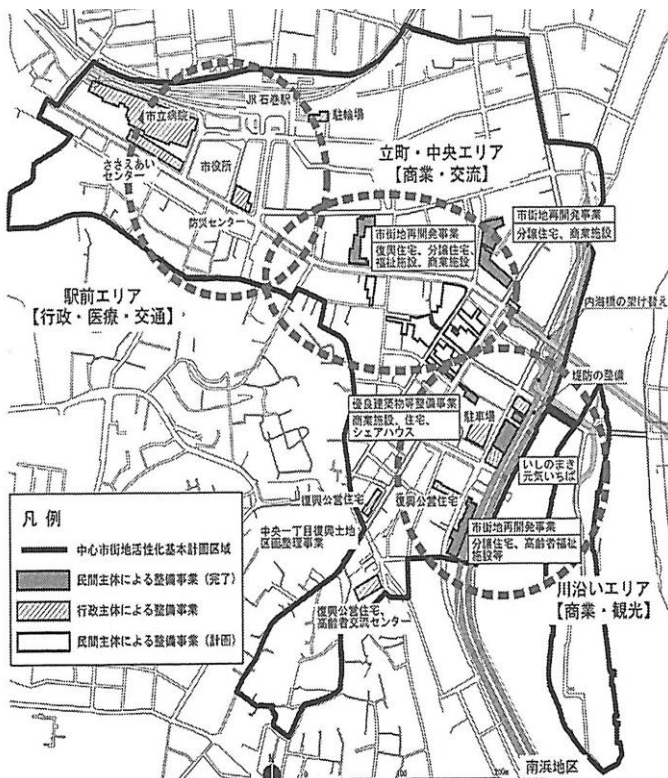 JR石巻駅
駐輪場
市立病院
ささえあい
センター
市役所
防災センター
立町・中央エリア
【商業・交流】
市街地再開発事業
分譲住宅、商業施設
市街地再開発事業
復興住宅、分譲住宅、
福祉施設、商業施設
駅前エリア
【行政・医療・交通】
内海橋の架け替え
堤防の整備
優良建築物等整備事業
商業施設、住宅、
シェアハウス
駐車場
いしのまき
元気いちば
復興公営住宅
復興公営住宅
中央一丁目復興土地
区画整理事業
市街地再開発事業
分譲住宅、高齢者福祉
施設等
川沿いエリア
【商業・観光】
復興公営住宅、
高齢者交流センター
南浜地区
凡例
中心市街地活性化基本計画区域
民間主体による整備事業(完了)
行政主体による整備事業
民間主体による整備事業(計画)